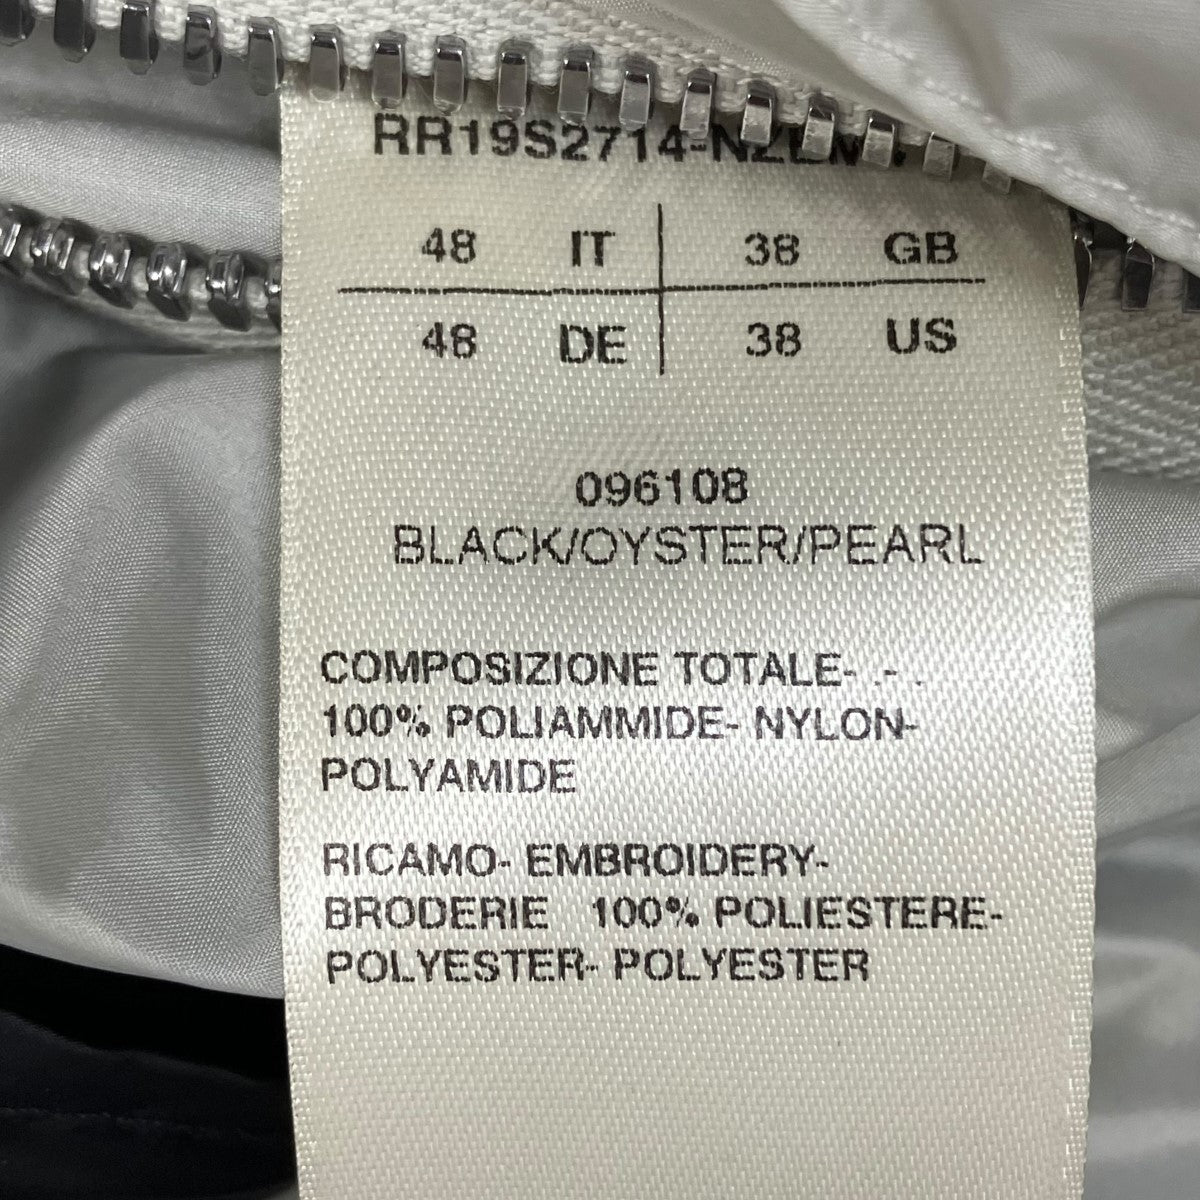 RR19S2714-NZEM4
48 IT 38 GB
48 DE 38 US
096108
BLACK/OYSTER/PEARL
COMPOSIZIONE TOTALE- .- .
100% POLIAMMIDE- NYLON-
POLYAMIDE
RICAMO- EMBROIDERY-
BRODERIE 100% POLIESTERE-
POLYESTER- POLYESTER